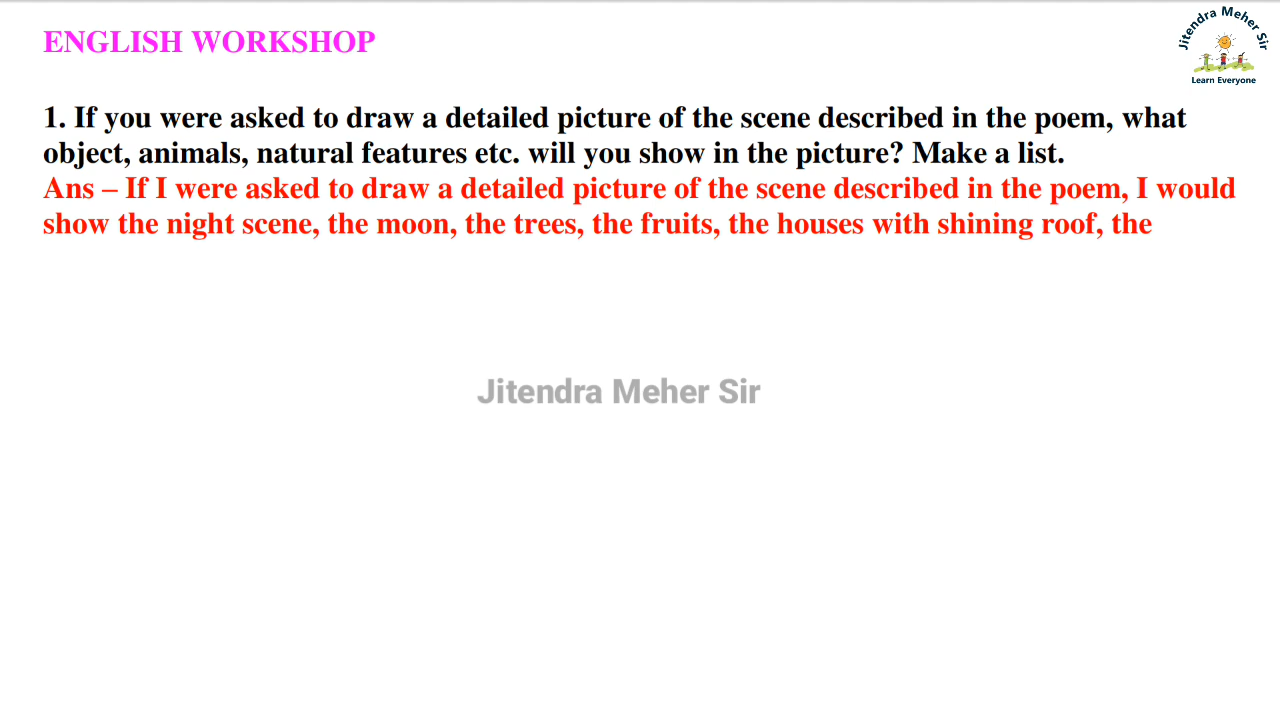 ENGLISH WORKSHOP
Jitendra Meher Sir
Learn Everyone
1. If you were asked to draw a detailed picture of the scene described in the poem, what
object, animals, natural features etc. will you show in the picture? Make a list.
Ans – If I were asked to draw a detailed picture of the scene described in the poem, I would
show the night scene, the moon, the trees, the fruits, the houses with shining roof, the
Jitendra Meher Sir